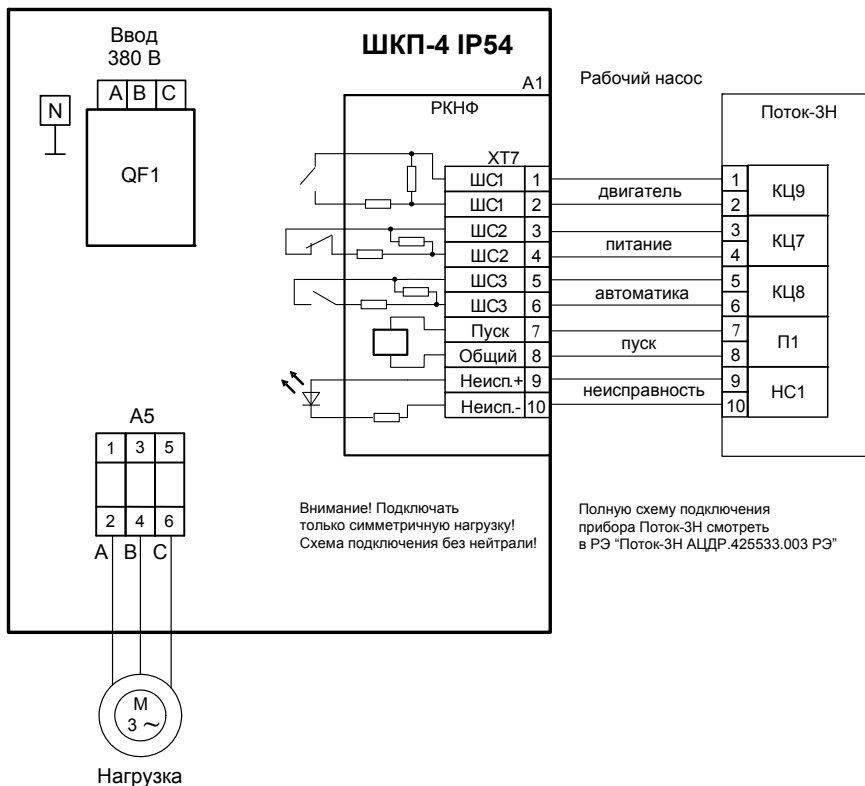 Ввод
380 В
ШКП-4 IP54
A B C
N
QF1
A1
Рабочий насос
РКНФ
Поток-3Н
XT7
ШС1 1
ШС1 2
ШС2 3
ШС2 4
ШС3 5
ШС3 6
Пуск 7
Общий 8
Неисп.+ 9
Неисп.- 10
двигатель
питание
автоматика
пуск
неисправность
1
2
КЦ9
3
4
КЦ7
5
6
КЦ8
7
8
П1
9
10
НС1
A5
1 3 5
2 4 6
A B C
Внимание! Подключать
только симметричную нагрузку!
Схема подключения без нейтрали!
Полную схему подключения
прибора Поток-3Н смотреть
в РЭ “Поток-3Н АЦДР.425533.003 РЭ”
М
3 ~
Нагрузка